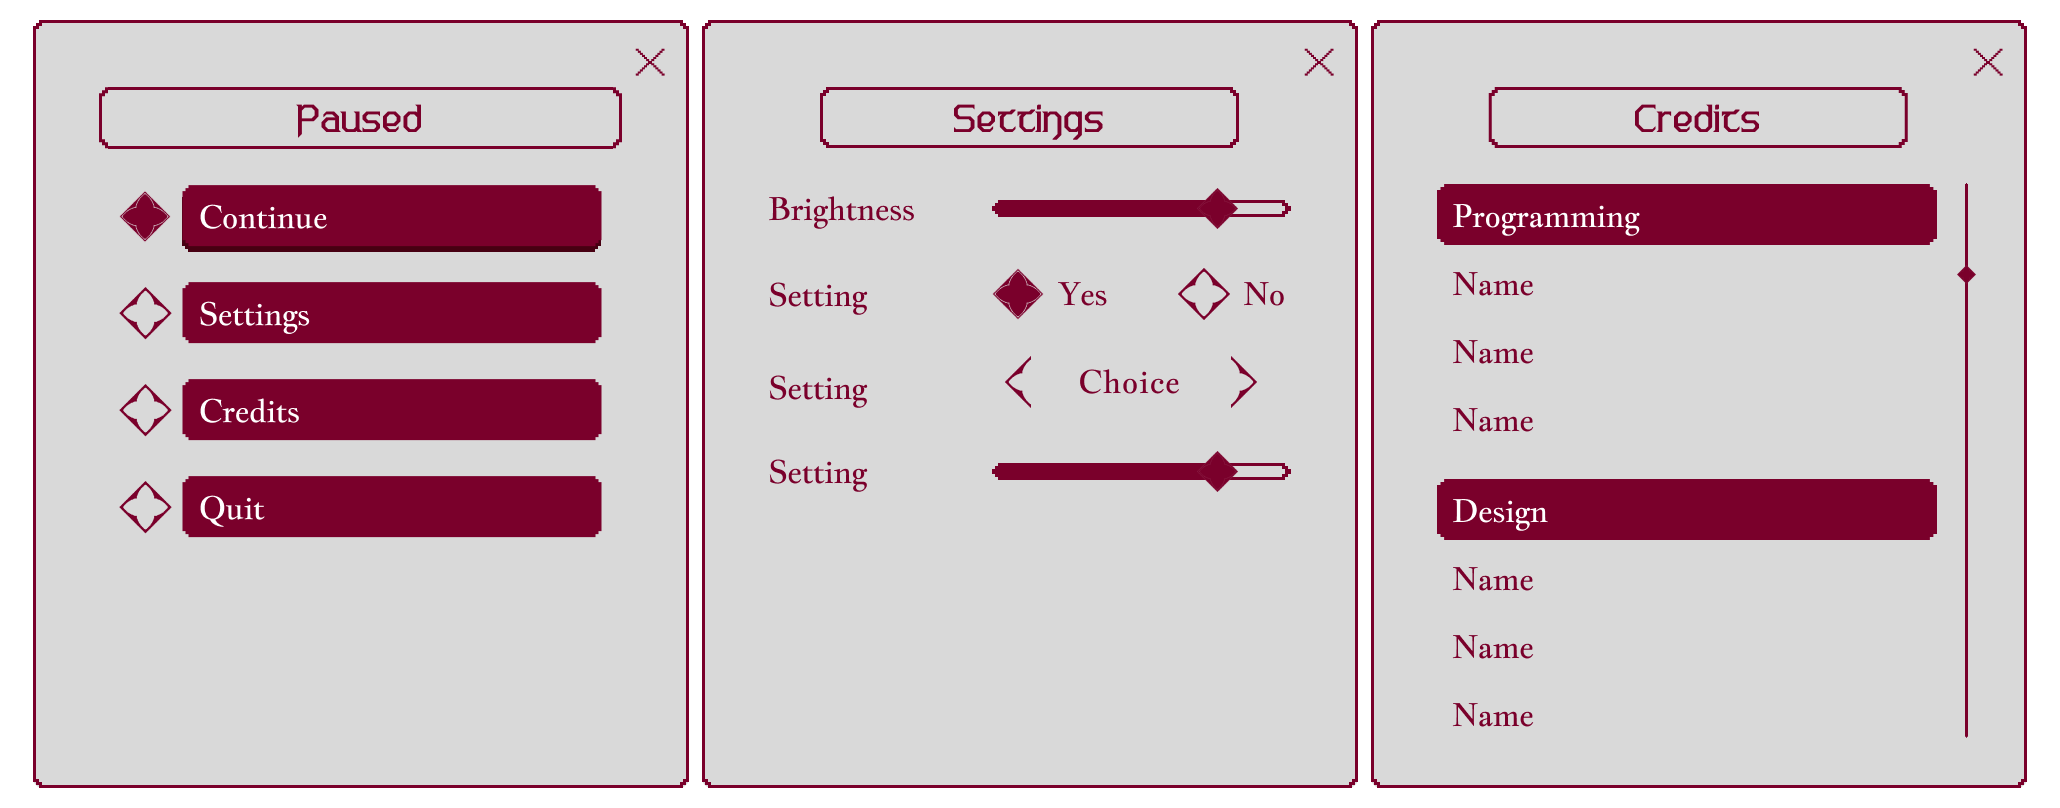 Paused
Continue
Settings
Credits
Quit
Settings
Brightness
Setting
Yes
No
Setting
Choice
Setting
Credits
Programming
Name
Name
Name
Design
Name
Name
Name